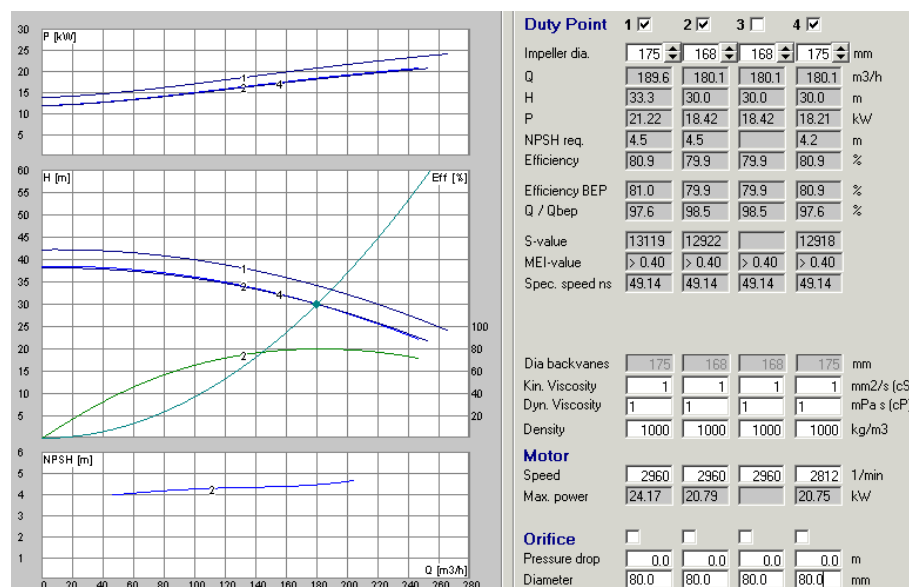 P [kW]
30
25
20
15
10
5
1
2
4
H [m]
Eff [%]
60
55
50
45
40
35
30
25
20
15
10
5
100
80
60
40
20
1
2
4
2
NPSH [m]
6
5
4
3
2
1
2
Q [m3/h]
0 20 40 60 80 100 120 140 160 180 200 220 240 260 280
Duty Point 1 2 3 4
Impeller dia. 175 168 168 175 mm
Q 189.6 180.1 180.1 180.1 m3/h
H 33.3 30.0 30.0 30.0 m
P 21.22 18.42 18.42 18.21 kW
NPSH req. 4.5 4.5 4.2 m
Efficiency 80.9 79.9 79.9 80.9 %
Efficiency BEP 81.0 79.9 79.9 80.9 %
Q / Qbep 97.6 98.5 98.5 97.6 %
S-value 13119 12922 12918
MEI-value > 0.40 > 0.40 > 0.40 > 0.40
Spec. speed ns 49.14 49.14 49.14 49.14
Dia backvanes 175 168 168 175 mm
Kin. Viscosity 1 1 1 1 mm2/s (cS
Dyn. Viscosity 1 1 1 1 mPa s (cP)
Density 1000 1000 1000 1000 kg/m3
Motor
Speed 2960 2960 2960 2812 1/min
Max. power 24.17 20.79 20.75 kW
Orifice
Pressure drop 0.0 0.0 0.0 0.0 m
Diameter 80.0 80.0 80.0 80.0 mm